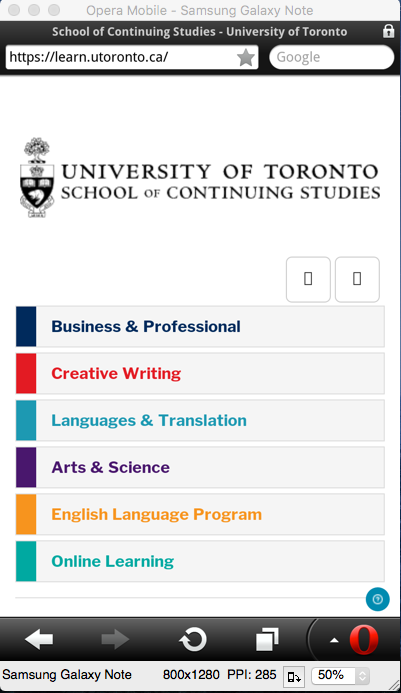 Opera Mobile - Samsung Galaxy Note
School of Continuing Studies - University of Toronto
https://learn.utoronto.ca/
Google
UNIVERSITY OF TORONTO
SCHOOL OF CONTINUING STUDIES
Business & Professional
Creative Writing
Languages & Translation
Arts & Science
English Language Program
Online Learning
?
Samsung Galaxy Note 800x1280 PPI: 285 50%